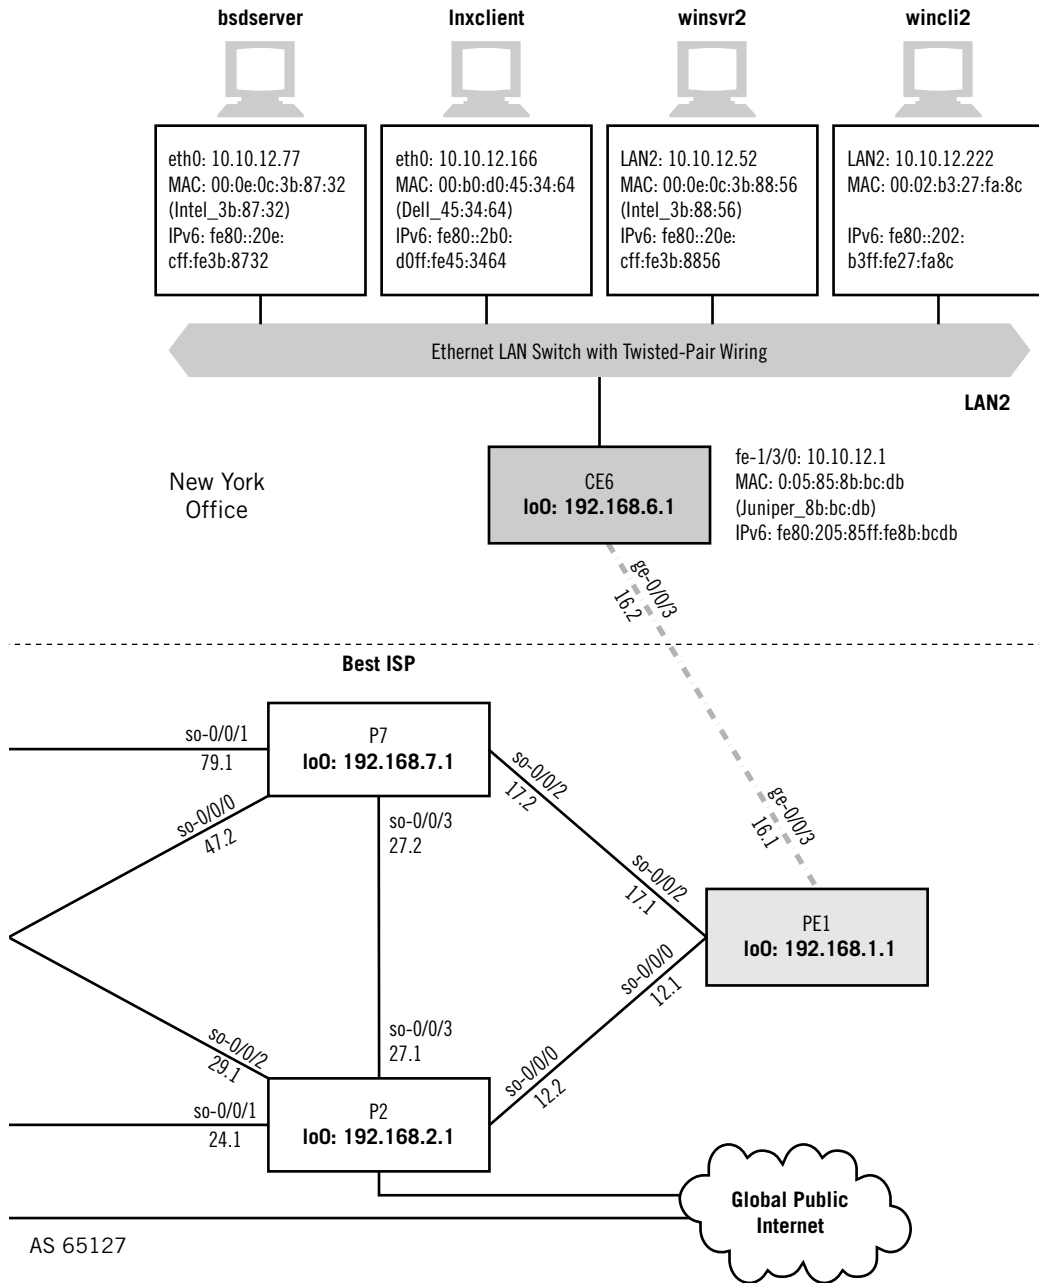 bsdserver
lnxclient
winsvr2
wincli2
eth0: 10.10.12.77
MAC: 00:0e:0c:3b:87:32
(Intel_3b:87:32)
IPv6: fe80::20e:
cff:fe3b:8732
eth0: 10.10.12.166
MAC: 00:b0:d0:45:34:64
(Dell_45:34:64)
IPv6: fe80::2b0:
d0ff:fe45:3464
LAN2: 10.10.12.52
MAC: 00:0e:0c:3b:88:56
(Intel_3b:88:56)
IPv6: fe80::20e:
cff:fe3b:8856
LAN2: 10.10.12.222
MAC: 00:02:b3:27:fa:8c
IPv6: fe80::202:
b3ff:fe27:fa8c
Ethernet LAN Switch with Twisted-Pair Wiring
LAN2
New York
Office
CE6
lo0: 192.168.6.1
fe-1/3/0: 10.10.12.1
MAC: 0:05:85:8b:bc:db
(Juniper_8b:bc:db)
IPv6: fe80:205:85ff:fe8b:bcdb
ge-0/0/3
16.2
Best ISP
so-0/0/1
79.1
P7
lo0: 192.168.7.1
so-0/0/2
17.2
so-0/0/0
47.2
so-0/0/3
27.2
ge-0/0/3
16.1
so-0/0/2
17.1
PE1
lo0: 192.168.1.1
so-0/0/0
12.1
so-0/0/3
27.1
so-0/0/2
29.1
so-0/0/0
12.2
so-0/0/1
24.1
P2
lo0: 192.168.2.1
Global Public
Internet
AS 65127